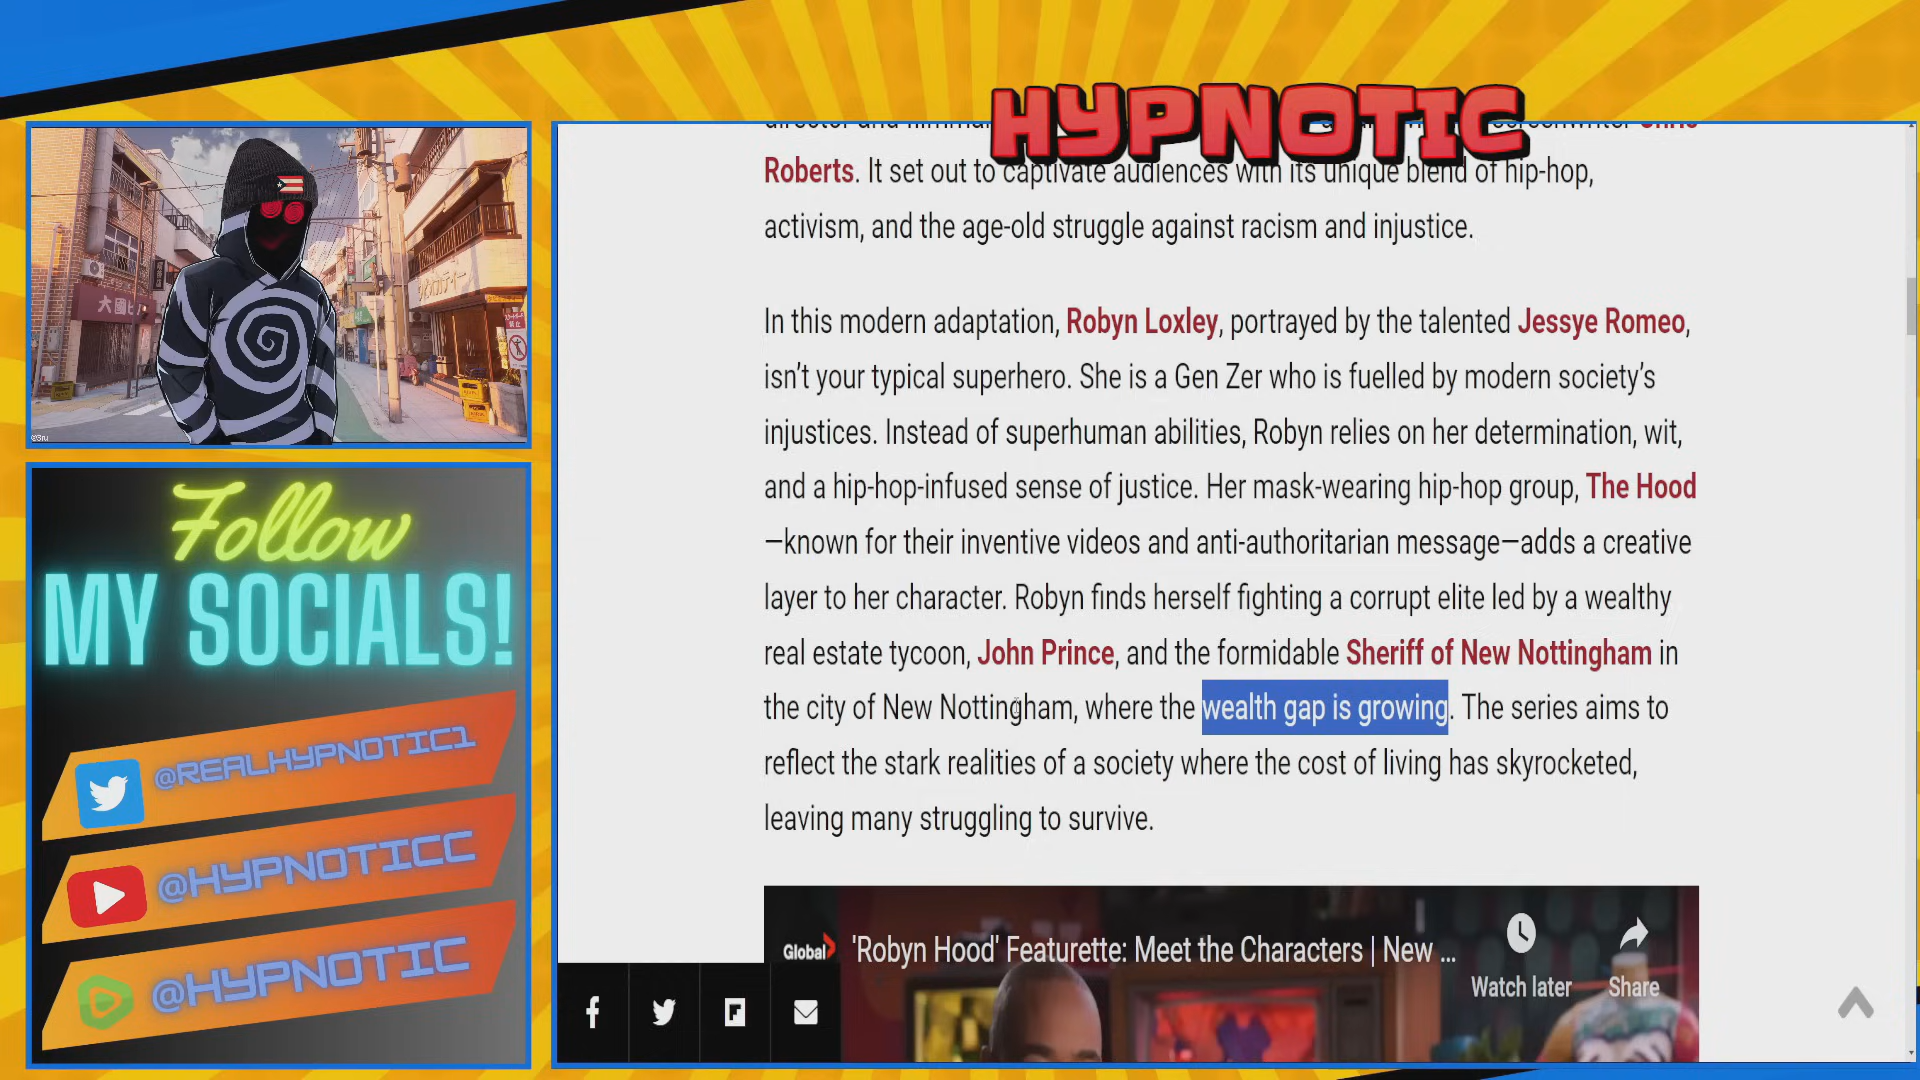 HYPNOTIC
Roberts. It set out to captivate audiences with its unique blend of hip-hop,
activism, and the age-old struggle against racism and injustice.
In this modern adaptation, Robyn Loxley, portrayed by the talented Jessye Romeo,
isn't your typical superhero. She is a Gen Zer who is fuelled by modern society's
injustices. Instead of superhuman abilities, Robyn relies on her determination, wit,
and a hip-hop-infused sense of justice. Her mask-wearing hip-hop group, The Hood
—known for their inventive videos and anti-authoritarian message—adds a creative
layer to her character. Robyn finds herself fighting a corrupt elite led by a wealthy
real estate tycoon, John Prince, and the formidable Sheriff of New Nottingham in
the city of New Nottingham, where the wealth gap is growing. The series aims to
reflect the stark realities of a society where the cost of living has skyrocketed,
leaving many struggling to survive.
Global
'Robyn Hood' Featurette: Meet the Characters | New ...
Watch later
Share
Follow
MY SOCIALS!
@REALHYPNOTIC1
@HYPNOTICC
@HYPNOTIC